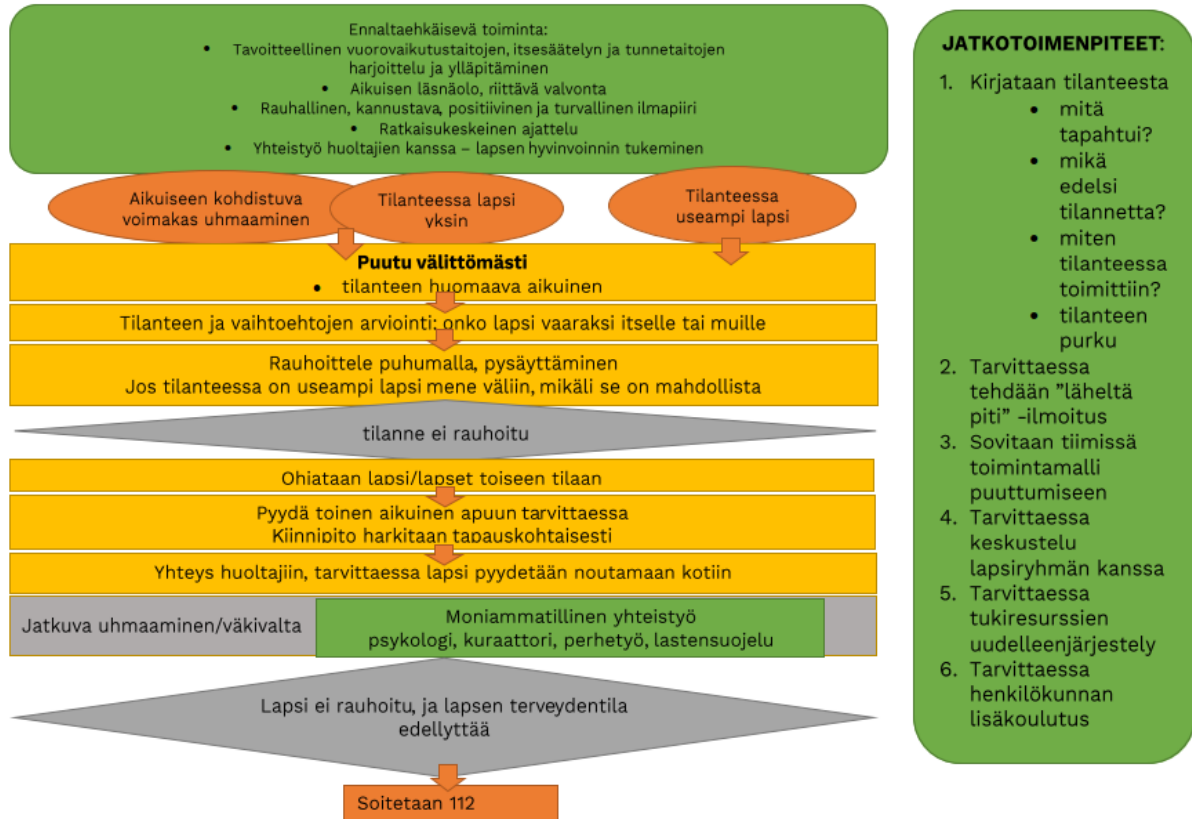 Ennaltaehkäisevä toiminta:
• Tavoitteellinen vuorovaikutustaitojen, itsesäätelyn ja tunnetaitojen
harjoittelu ja ylläpitäminen
• Aikuisen läsnäolo, riittävä valvonta
• Rauhallinen, kannustava, positiivinen ja turvallinen ilmapiiri
• Ratkaisukeskeinen ajattelu
• Yhteistyö huoltajien kanssa – lapsen hyvinvoinnin tukeminen
Aikuiseen kohdistuva
voimakas uhmaaminen
Tilanteessa lapsi
yksin
Tilanteessa
useampi lapsi
Puutu välittömästi
• tilanteen huomaava aikuinen
Tilanteen ja vaihtoehtojen arviointi: onko lapsi vaaraksi itselle tai muille
Rauhoittele puhumalla, pysäyttäminen
Jos tilanteessa on useampi lapsi mene väliin, mikäli se on mahdollista
tilanne ei rauhoitu
Ohjataan lapsi/lapset toiseen tilaan
Pyydä toinen aikuinen apuun tarvittaessa
Kiinnipito harkitaan tapauskohtaisesti
Yhteys huoltajiin, tarvittaessa lapsi pyydetään noutamaan kotiin
Jatkuva uhmaaminen/väkivalta
Moniammatillinen yhteistyö
psykologi, kuraattori, perhetyö, lastensuojelu
Lapsi ei rauhoitu, ja lapsen terveydentila
edellyttää
Soitetaan 112
JATKOTOIMENPITEET:
1. Kirjataan tilanteesta
• mitä
tapahtui?
• mikä
edelsi
tilannetta?
• miten
tilanteessa
toimittiin?
• tilanteen
purku
2. Tarvittaessa
tehdään ”läheltä
piti” -ilmoitus
3. Sovitaan tiimissä
toimintamalli
puuttumiseen
4. Tarvittaessa
keskustelu
lapsiryhmän kanssa
5. Tarvittaessa
tukiresurssien
uudelleenjärjestely
6. Tarvittaessa
henkilökunnan
lisäkoulutus